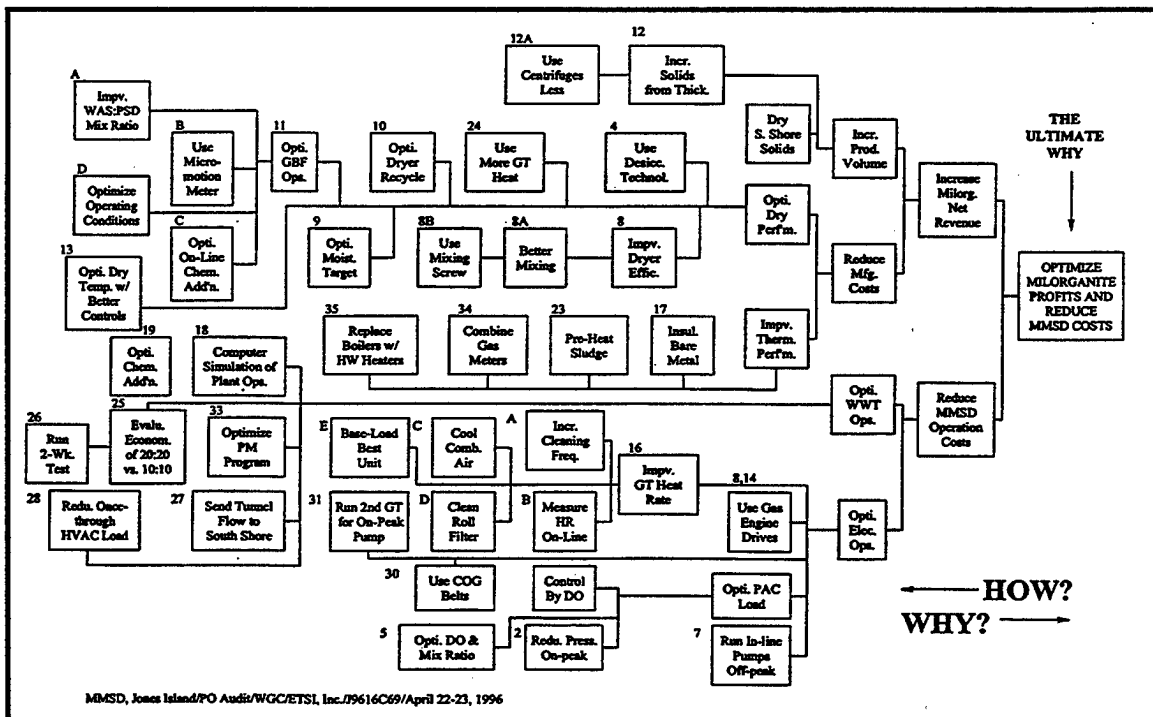 12A
12
Use
Centrifuges
Less
Incr.
Solids
from Thick.
A
Impv.
WAS:PSD
Mix Ratio
B
Use
Micro-
motion
Meter
11
Opti.
GBF
Ops.
10
Opti.
Dryer
Recycle
24
Use
More GT
Heat
4
Use
Desicc.
Technol.
Dry
S. Shore
Solids
Incr.
Prod.
Volume
THE
ULTIMATE
WHY
D
Optimize
Operating
Conditions
C
Opti.
On-Line
Chem.
Add'n.
9
Opti.
Moist.
Target
8B
Use
Mixing
Screw
8A
Better
Mixing
8
Impv.
Dryer
Effic.
Opti.
Dry
Perf'm.
Increase
Milorg.
Net
Revenue
13
Opti. Dry
Temp. w/
Better
Controls
Reduce
Mfg.
Costs
OPTIMIZE
MILORGANITE
PROFITS AND
REDUCE
MMSD COSTS
35
Replace
Boilers w/
HW Heaters
34
Combine
Gas
Meters
23
Pre-Heat
Sludge
17
Insul.
Bare
Metal
Impv.
Therm.
Perf'm.
19
Opti.
Chem.
Add'n.
18
Computer
Simulation of
Plant Ops.
Opti.
WWT
Ops.
Reduce
MMSD
Operation
Costs
26
Run
2-Wk.
Test
25
Evalu.
Econom.
of 20:20
vs. 10:10
33
Optimize
PM
Program
E
Base-Load
Best
Unit
C
Cool
Comb.
Air
A
Incr.
Cleaning
Freq.
16
Impv.
GT Heat
Rate
28
Redu. Once-
through
HVAC Load
27
Send Tunnel
Flow to
South Shore
31
Run 2nd GT
for On-Peak
Pump
D
Clean
Roll
Filter
B
Measure
HR
On-Line
8,14
Use Gas
Engine
Drives
Opti.
Elec.
Ops.
30
Use COG
Belts
Control
By DO
Opti. PAC
Load
HOW?
WHY?
5
Opti. DO &
Mix Ratio
2
Redu. Press.
On-peak
7
Run In-line
Pumps
Off-peak
MMSD, Jones Island/PO Audit/WGC/ETSI, Inc./J9616C69/April 22-23, 1996